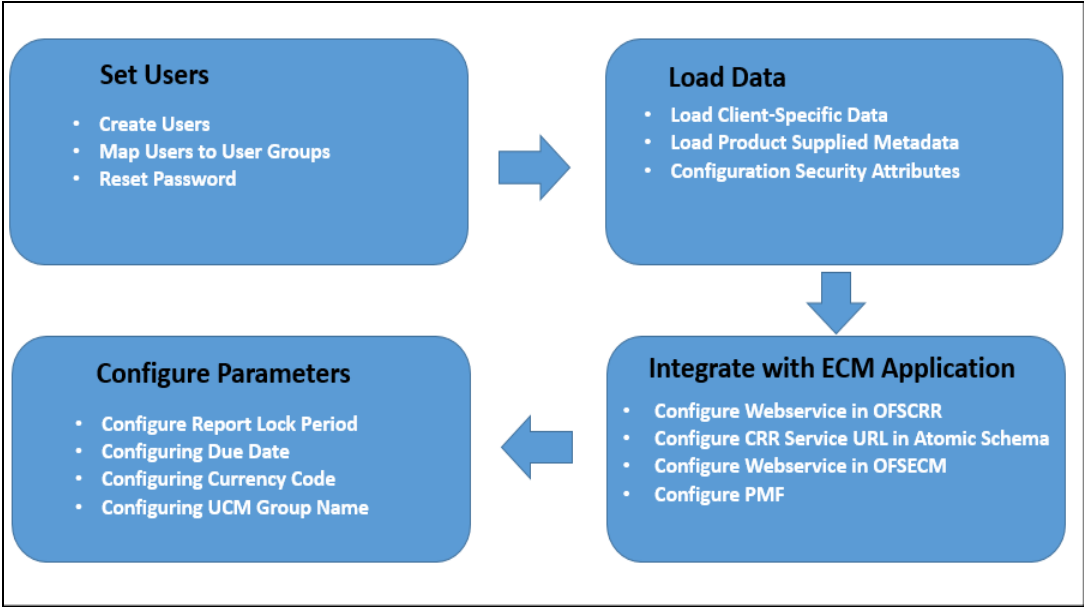 Set Users
• Create Users
• Map Users to User Groups
• Reset Password
Load Data
• Load Client-Specific Data
• Load Product Supplied Metadata
• Configuration Security Attributes
Integrate with ECM Application
• Configure Webservice in OFSCRR
• Configure CRR Service URL in Atomic Schema
• Configure Webservice in OFSECM
• Configure PMF
Configure Parameters
• Configure Report Lock Period
• Configuring Due Date
• Configuring Currency Code
• Configuring UCM Group Name